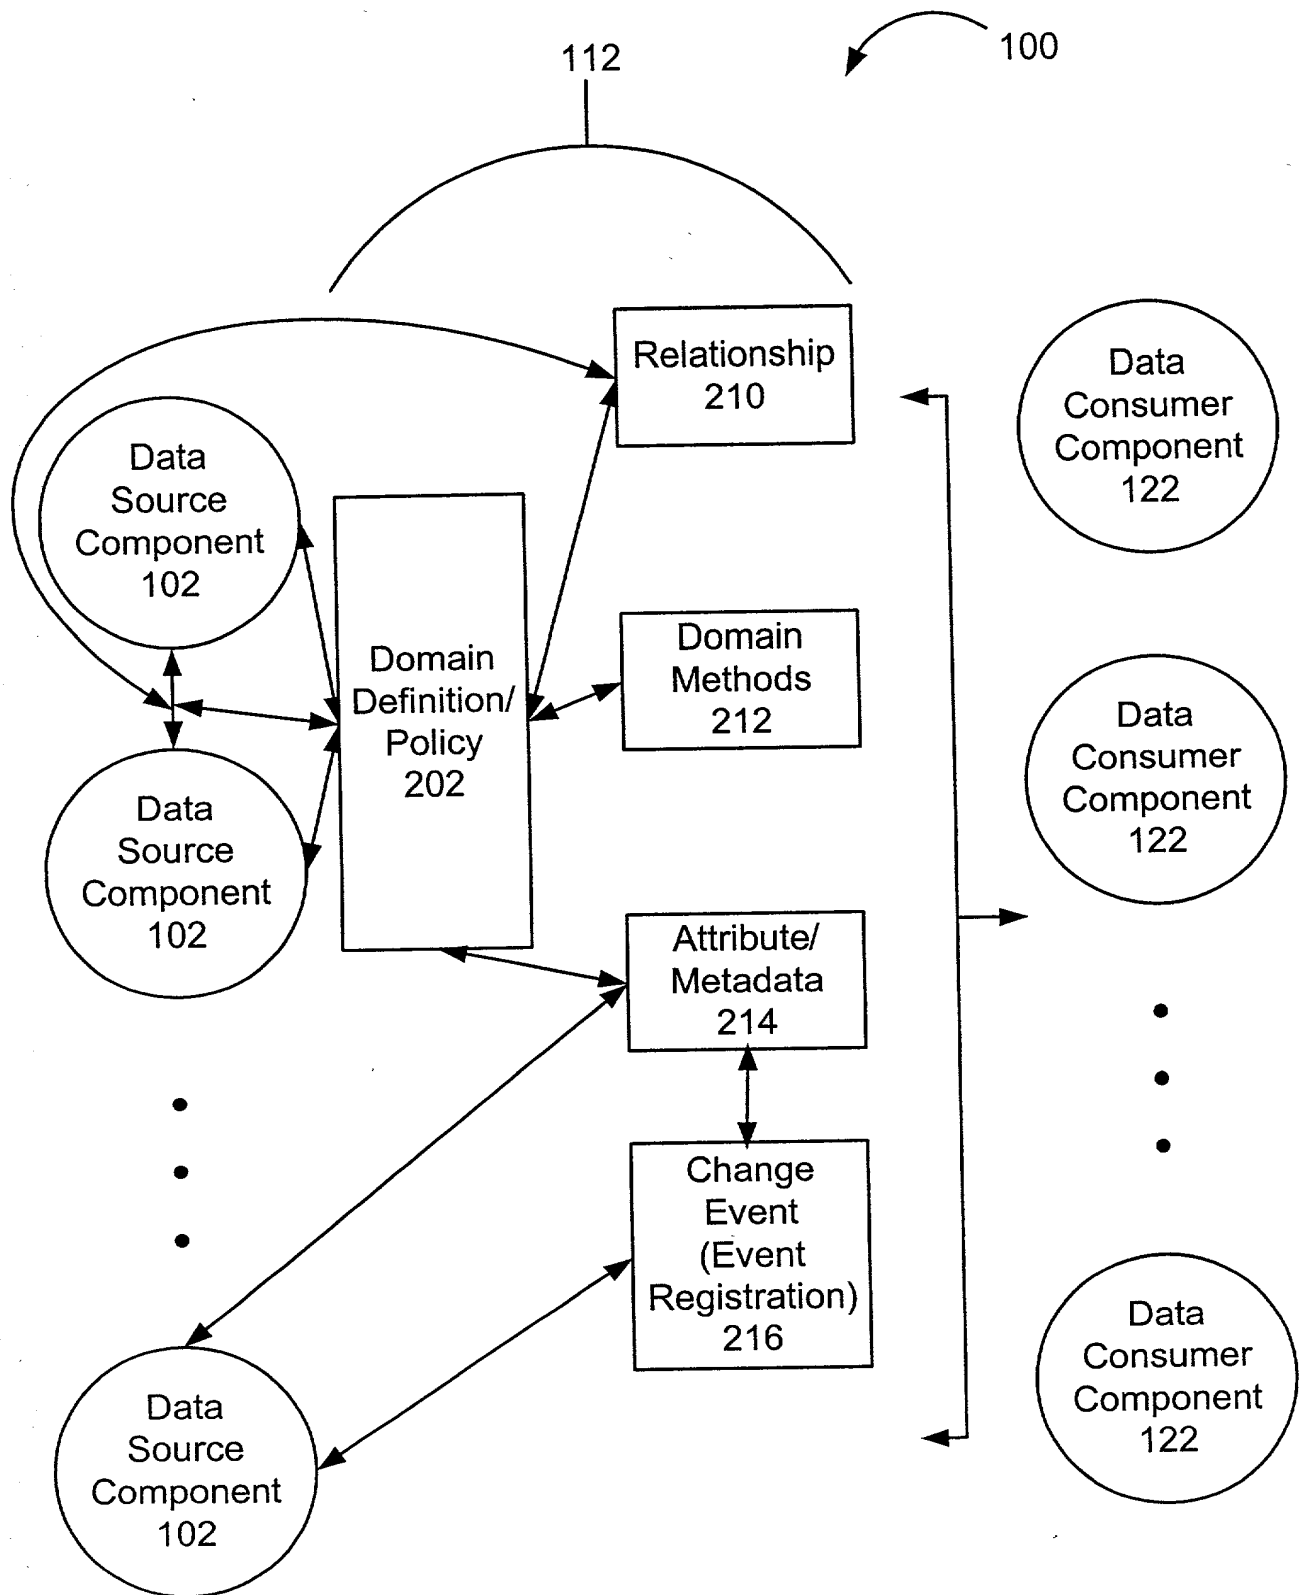 112
100
Relationship
210
Data
Consumer
Component
122
Data
Source
Component
102
Domain
Definition/
Policy
202
Domain
Methods
212
Data
Consumer
Component
122
Data
Source
Component
102
Attribute/
Metadata
214
Change
Event
(Event
Registration)
216
Data
Consumer
Component
122
Data
Source
Component
102